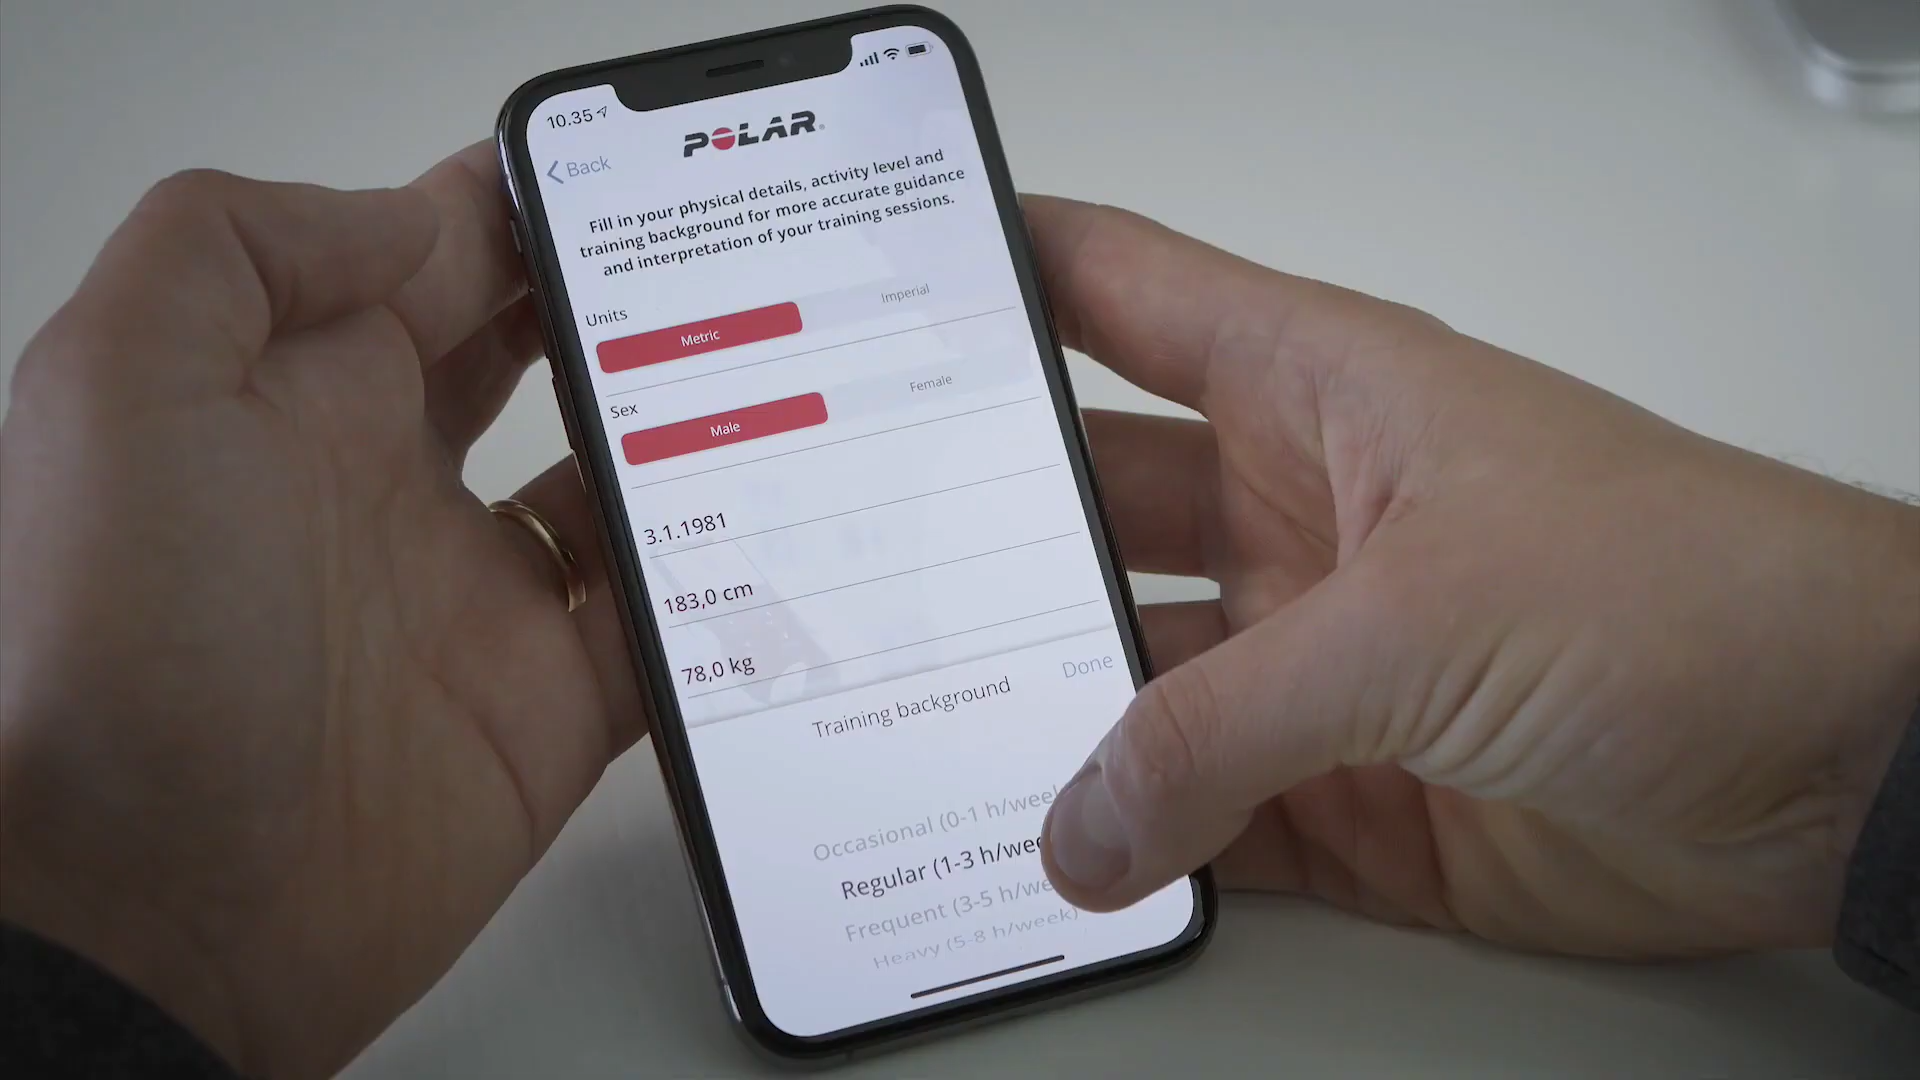 10.35
POLAR
Back
Fill in your physical details, activity level and
training background for more accurate guidance
and interpretation of your training sessions.
Units
Metric
Imperial
Sex
Male
Female
3.1.1981
183,0 cm
78,0 kg
Training background
Done
Occasional (0-1 h/week
Regular (1-3 h/wee
Frequent (3-5 h/we
Heavy (5-8 h/week)